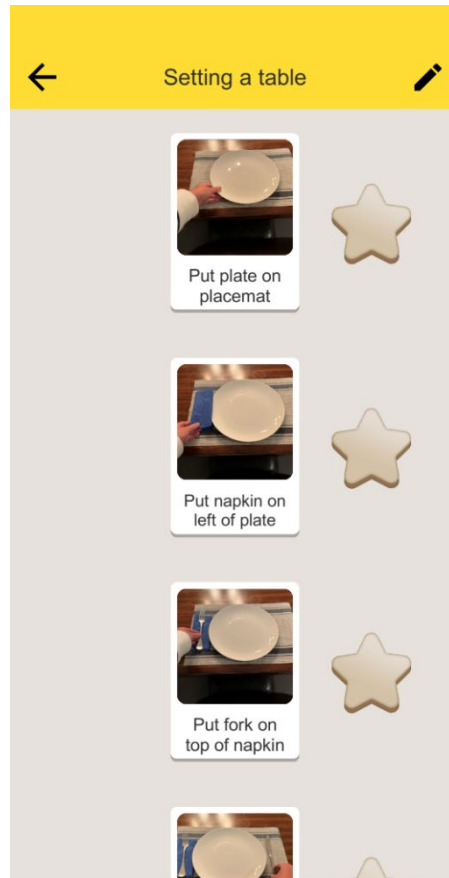 Setting a table
Put plate on
placemat
Put napkin on
left of plate
Put fork on
top of napkin